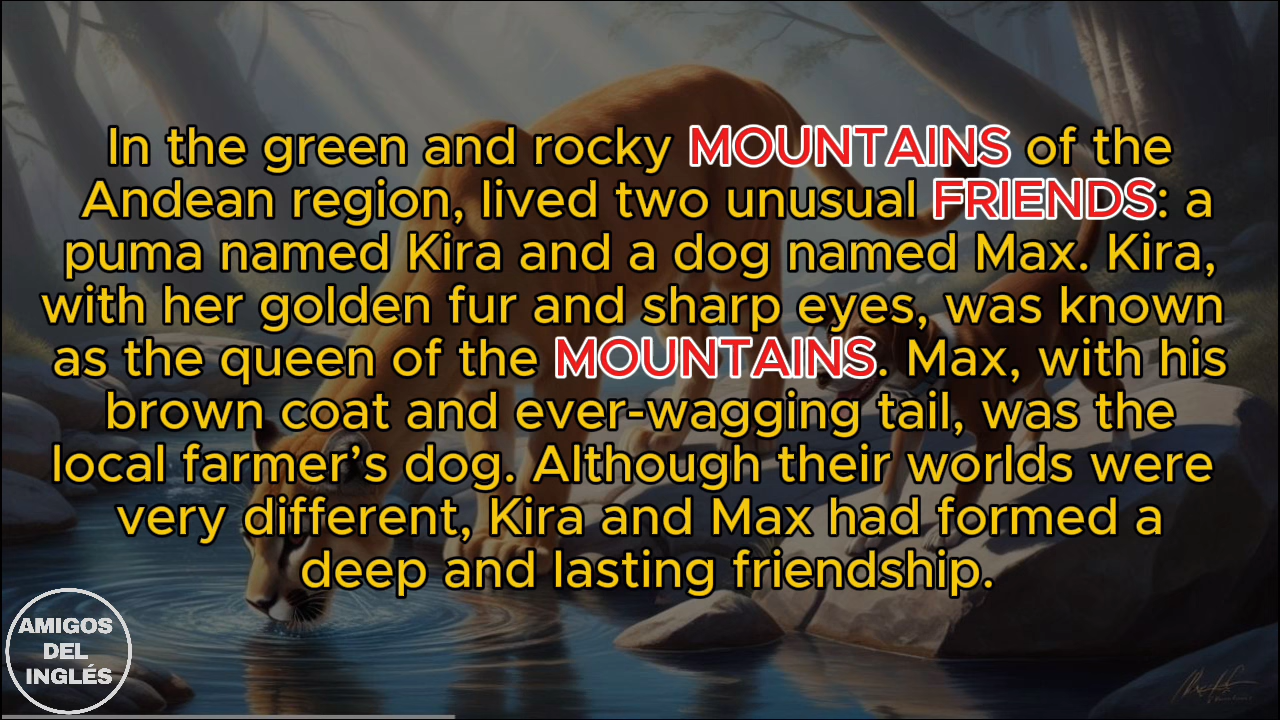 In the green and rocky MOUNTAINS of the
Andean region, lived two unusual FRIENDS: a
puma named Kira and a dog named Max. Kira,
with her golden fur and sharp eyes, was known
as the queen of the MOUNTAINS. Max, with his
brown coat and ever-wagging tail, was the
local farmer’s dog. Although their worlds were
very different, Kira and Max had formed a
deep and lasting friendship.
AMIGOS
DEL
INGLÉS